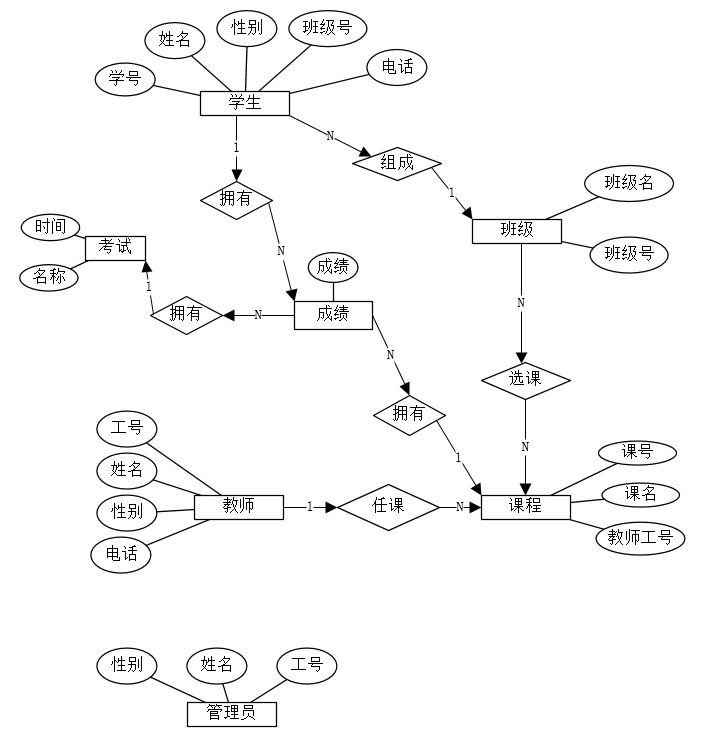 性别
班级号
姓名
电话
学号
学生
1
N
组成
班级名
拥有
1
时间
班级
考试
N
班级号
名称
成绩
1
N
拥有
N
成绩
N
选课
拥有
工号
N
课号
姓名
1
课名
教师
1
任课
N
课程
性别
教师工号
电话
性别
姓名
工号
管理员